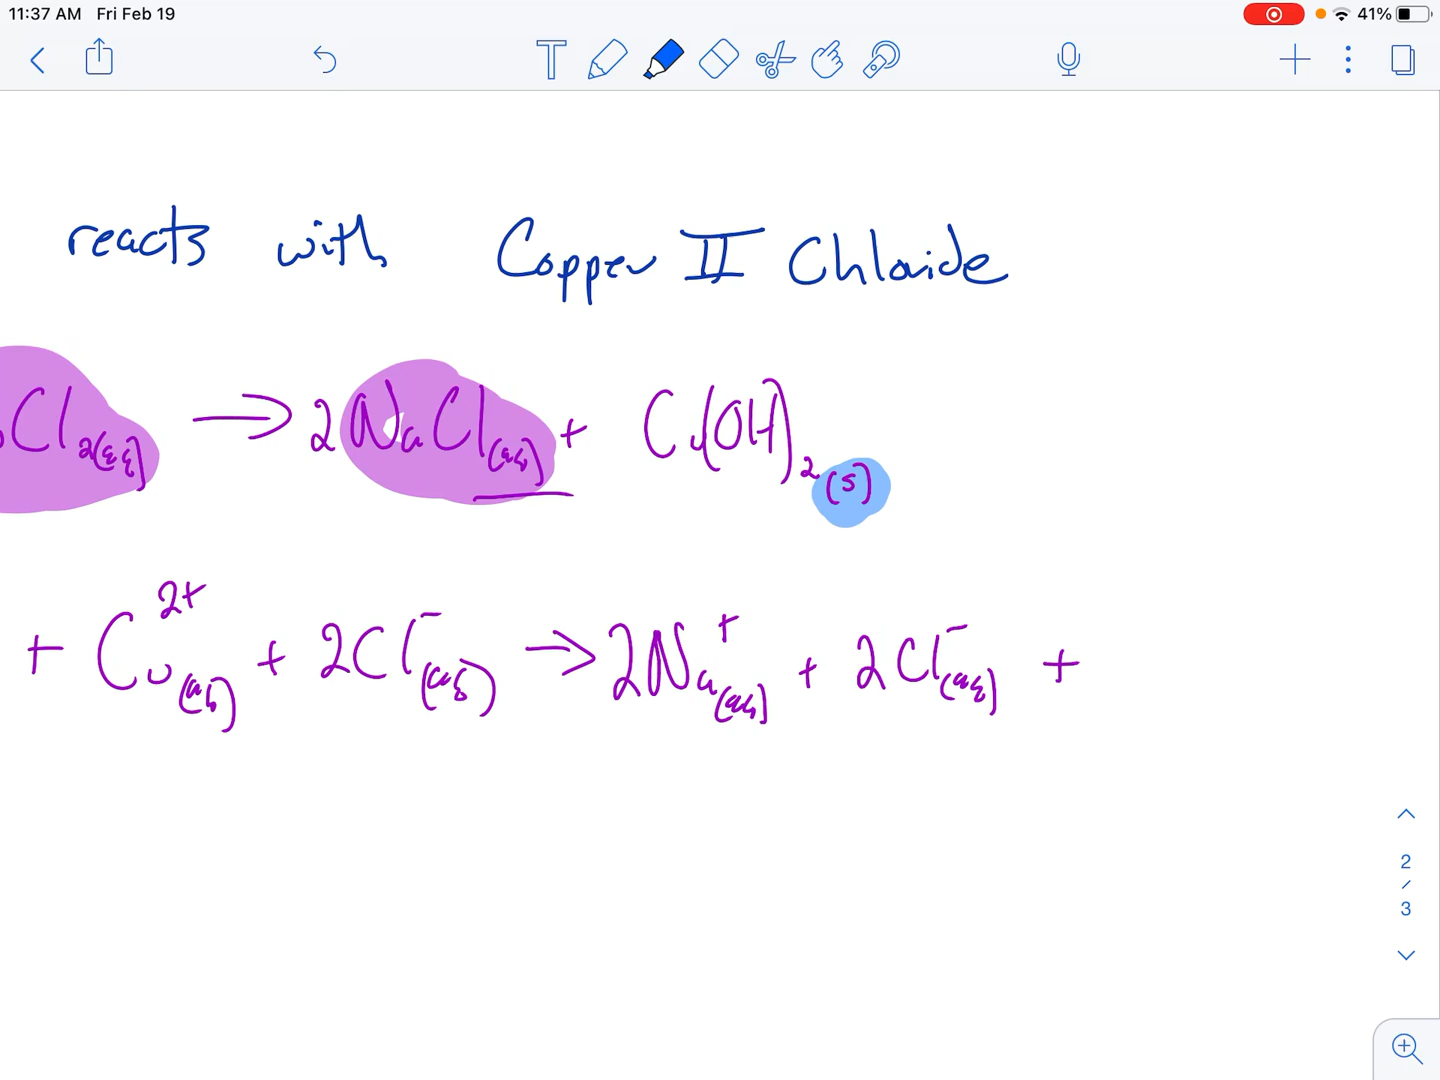 11:37 AM Fri Feb 19 41%
T
reacts with Copper II Chloride
Cl₂(aq) → 2NaCl(aq) + Cu(OH)₂(s)
+ Cu²⁺(aq) + 2Cl⁻(aq) → 2Na⁺(aq) + 2Cl⁻(aq) +
2
/
3